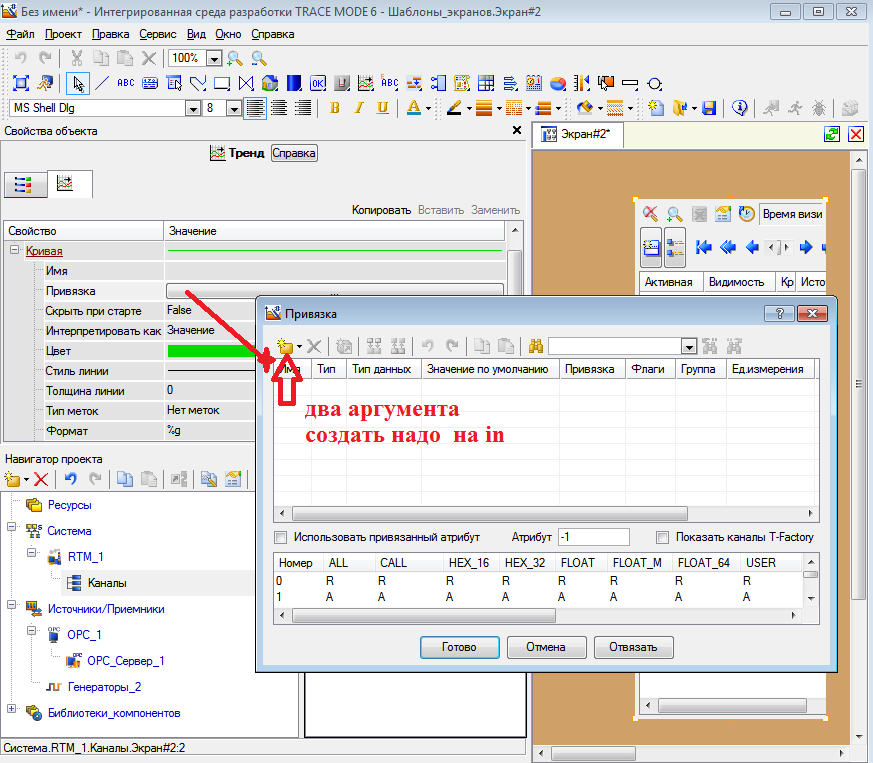 Без имени* - Интегрированная среда разработки TRACE MODE 6 - Шаблоны_экранов.Экран#2
Файл Проект Правка Сервис Вид Окно Справка
100%
ABC
OK
ABC
MS Shell Dlg 8 B I U A
Свойства объекта
Тренд Справка
Копировать Вставить Заменить
Свойство Значение
Кривая
Имя
Привязка
Скрыть при старте False
Интерпретировать как Значение
Цвет
Стиль линии
Толщина линии 0
Тип меток Нет меток
Формат %g
Экран#2*
Время визи
Активная Видимость Кр Исто
Привязка
Имя Тип Тип данных Значение по умолчанию Привязка Флаги Группа Ед.измерения
два аргумента
создать надо на in
Использовать привязанный атрибут Атрибут -1 Показать каналы T-Factory
Номер ALL CALL HEX_16 HEX_32 FLOAT FLOAT_M FLOAT_64 USER
0 R R R R R R R R
1 A A A A A A A A
Готово Отмена Отвязать
Навигатор проекта
Ресурсы
Система
RTM_1
Каналы
Источники/Приемники
OPC_1
OPC_Сервер_1
Генераторы_2
Библиотеки_компонентов
Система.RTM_1.Каналы.Экран#2:2